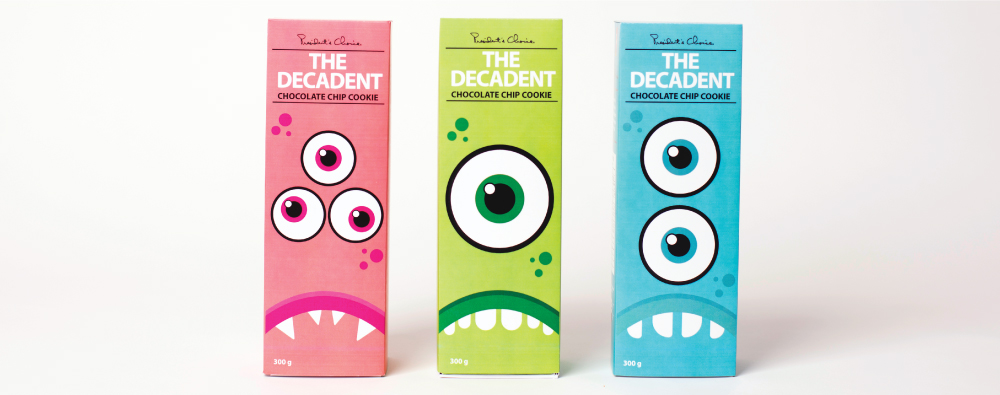 President's Choice
THE
DECADENT
CHOCOLATE CHIP COOKIE
300 g
President's Choice
THE
DECADENT
CHOCOLATE CHIP COOKIE
300 g
President's Choice
THE
DECADENT
CHOCOLATE CHIP COOKIE
300 g